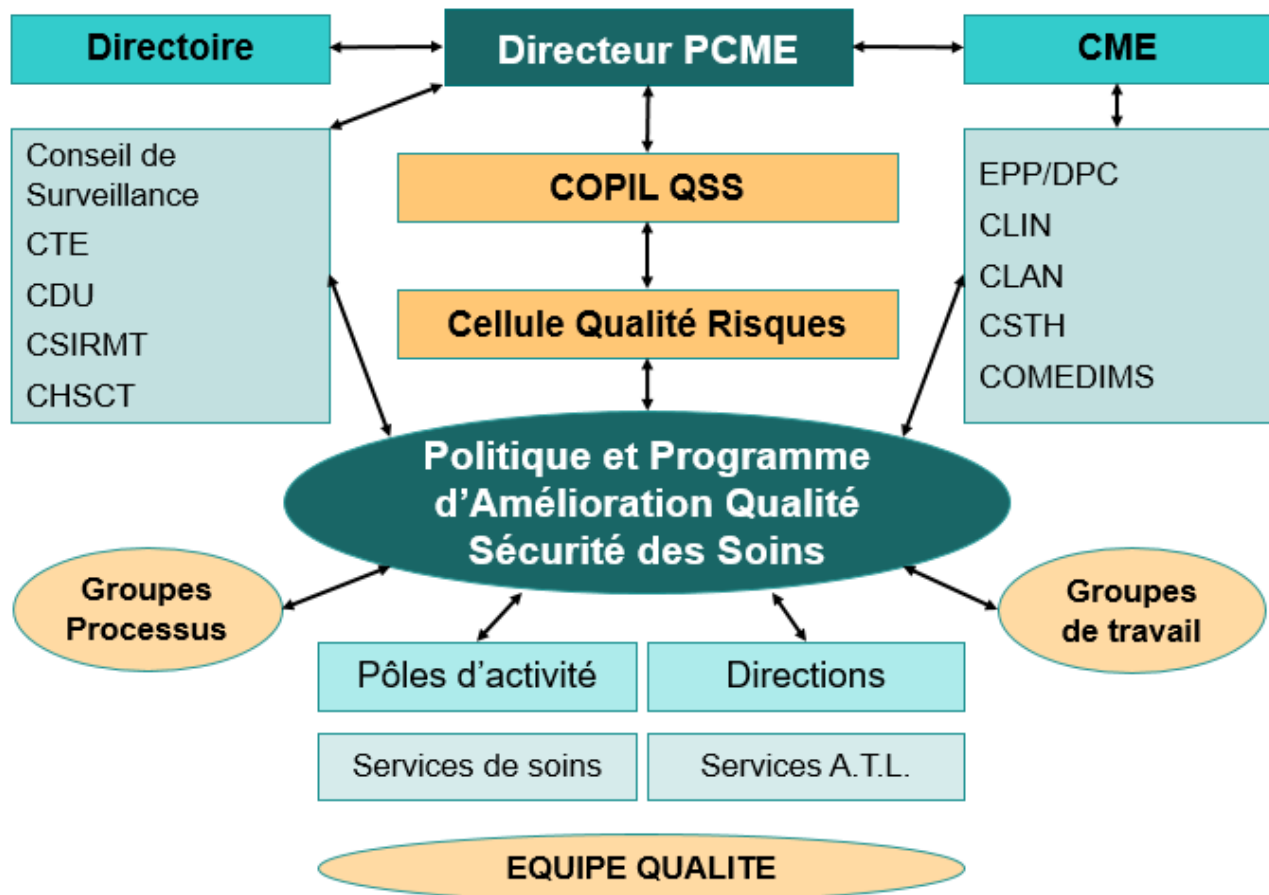 Directoire
Directeur PCME
CME
Conseil de
Surveillance
CTE
CDU
CSIRMT
CHSCT
COPIL QSS
Cellule Qualité Risques
EPP/DPC
CLIN
CLAN
CSTH
COMEDIMS
Politique et Programme
d’Amélioration Qualité
Sécurité des Soins
Groupes
Processus
Groupes
de travail
Pôles d’activité
Directions
Services de soins
Services A.T.L.
EQUIPE QUALITE